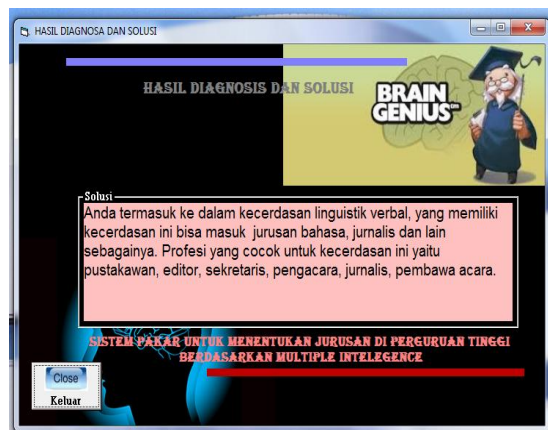 HASIL DIAGNOSA DAN SOLUSI
HASIL DIAGNOSIS DAN SOLUSI
BRAIN
GENIUS
Solusi
Anda termasuk ke dalam kecerdasan linguistik verbal, yang memiliki
kecerdasan ini bisa masuk jurusan bahasa, jurnalis dan lain
sebagainya. Profesi yang cocok untuk kecerdasan ini yaitu
pustakawan, editor, sekretaris, pengacara, jurnalis, pembawa acara.
SISTEM PAKAR UNTUK MENENTUKAN JURUSAN DI PERGURUAN TINGGI
BERDASARKAN MULTIPLE INTELEGENCE
Close
Keluar